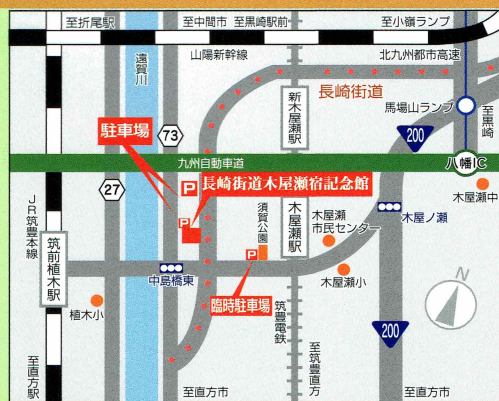 至折尾駅
至中間市
至黒崎駅前
至小嶺ランプ
山陽新幹線
北九州都市高速
遠賀川
長崎街道
新木屋瀬駅
馬場山ランプ
至黒崎
駐車場
73
200
九州自動車道
八幡IC
27
P
長崎街道木屋瀬宿記念館
木屋瀬中
JR筑豊本線
P
須賀公園
木屋瀬駅
木屋瀬
市民センター
木屋ノ瀬
筑前植木駅
P
中島橋東
木屋瀬小
N
植木小
臨時駐車場
筑豊電鉄
200
至直方駅
至直方市
至筑豊直方
至直方市